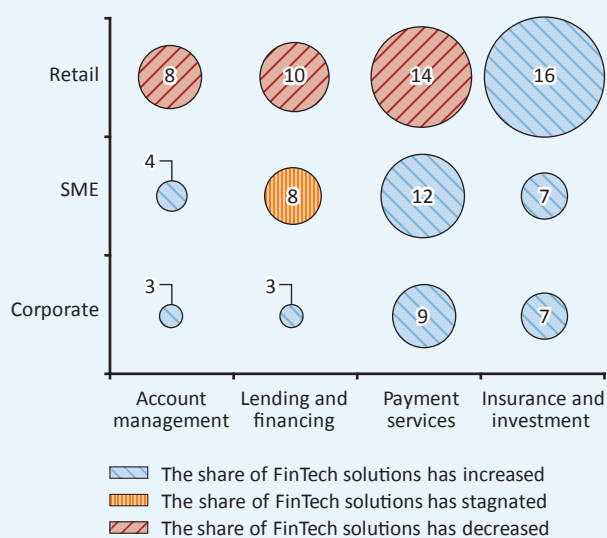 Retail
8
10
14
16
SME
4
8
12
7
Corporate
3
3
9
7
Account
management
Lending and
financing
Payment
services
Insurance and
investment
The share of FinTech solutions has increased
The share of FinTech solutions has stagnated
The share of FinTech solutions has decreased